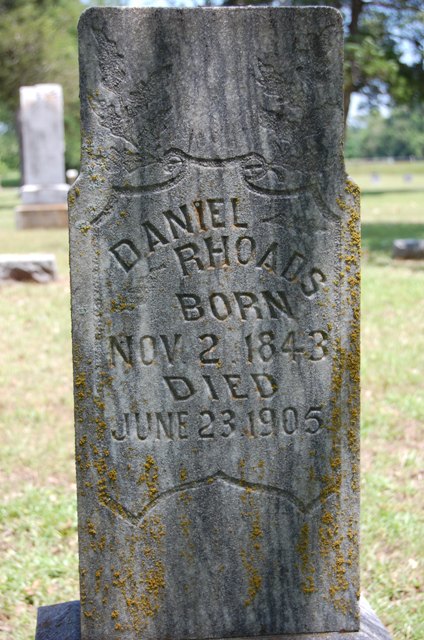 DANIEL
RHOADS
BORN
NOV. 2. 1843
DIED
JUNE 23. 1905